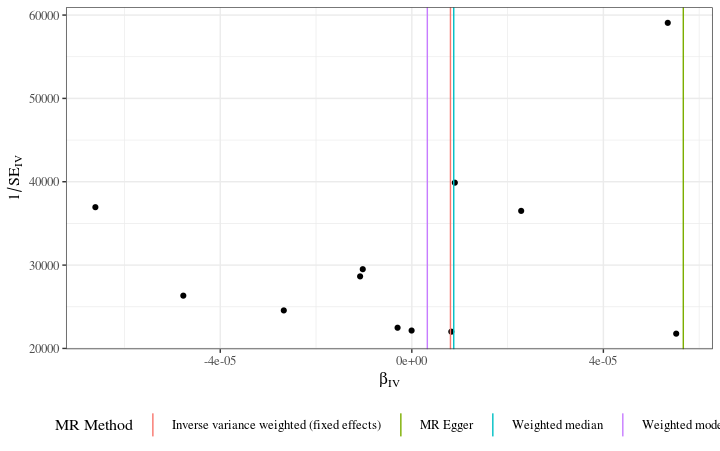 60000
50000
40000
30000
20000
1/SE_IV
-4e-05 0e+00 4e-05
β_IV
MR Method Inverse variance weighted (fixed effects) MR Egger Weighted median Weighted mode